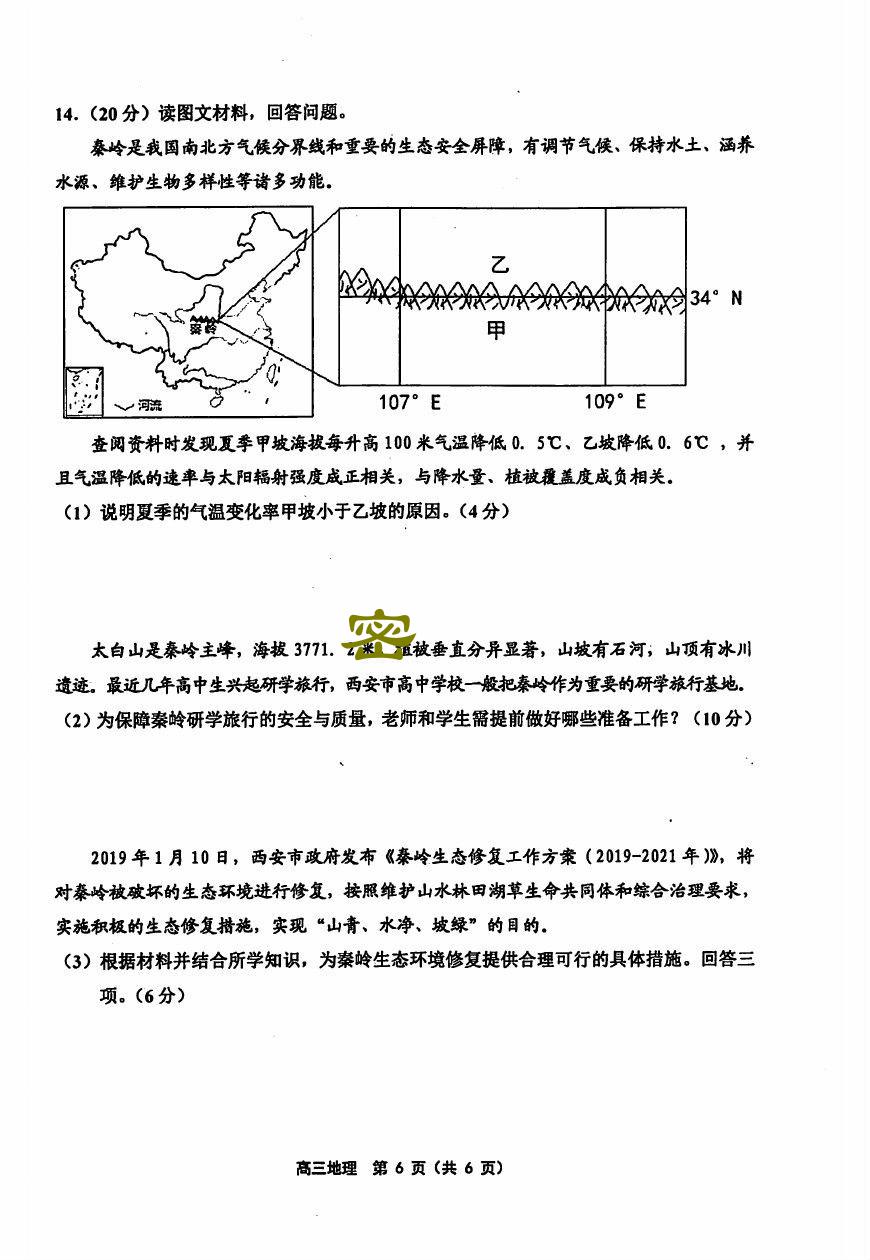 14.（20分）读图文材料，回答问题。
秦岭是我国南北方气候分界线和重要的生态安全屏障，有调节气候、保持水土、涵养
水源、维护生物多样性等诸多功能。
秦岭
河流
乙
甲
34° N
107° E
109° E
查阅资料时发现夏季甲坡海拔每升高 100 米气温降低 0. 5℃、乙坡降低 0. 6℃ ，并
且气温降低的速率与太阳辐射强度成正相关，与降水量、植被覆盖度成负相关。
（1）说明夏季的气温变化率甲坡小于乙坡的原因。（4 分）
密
太白山是秦岭主峰，海拔 3771. 2 米，植被垂直分异显著，山坡有石河，山顶有冰川
遗迹。最近几年高中生兴起研学旅行，西安市高中学校一般把秦岭作为重要的研学旅行基地。
（2）为保障秦岭研学旅行的安全与质量，老师和学生需提前做好哪些准备工作？（10 分）
2019 年 1 月 10 日，西安市政府发布《秦岭生态修复工作方案（2019-2021 年）》，将
对秦岭被破坏的生态环境进行修复，按照维护山水林田湖草生命共同体和综合治理要求，
实施积极的生态修复措施，实现“山青、水净、坡绿”的目的。
（3）根据材料并结合所学知识，为秦岭生态环境修复提供合理可行的具体措施。回答三
项。（6 分）
高三地理 第 6 页（共 6 页）